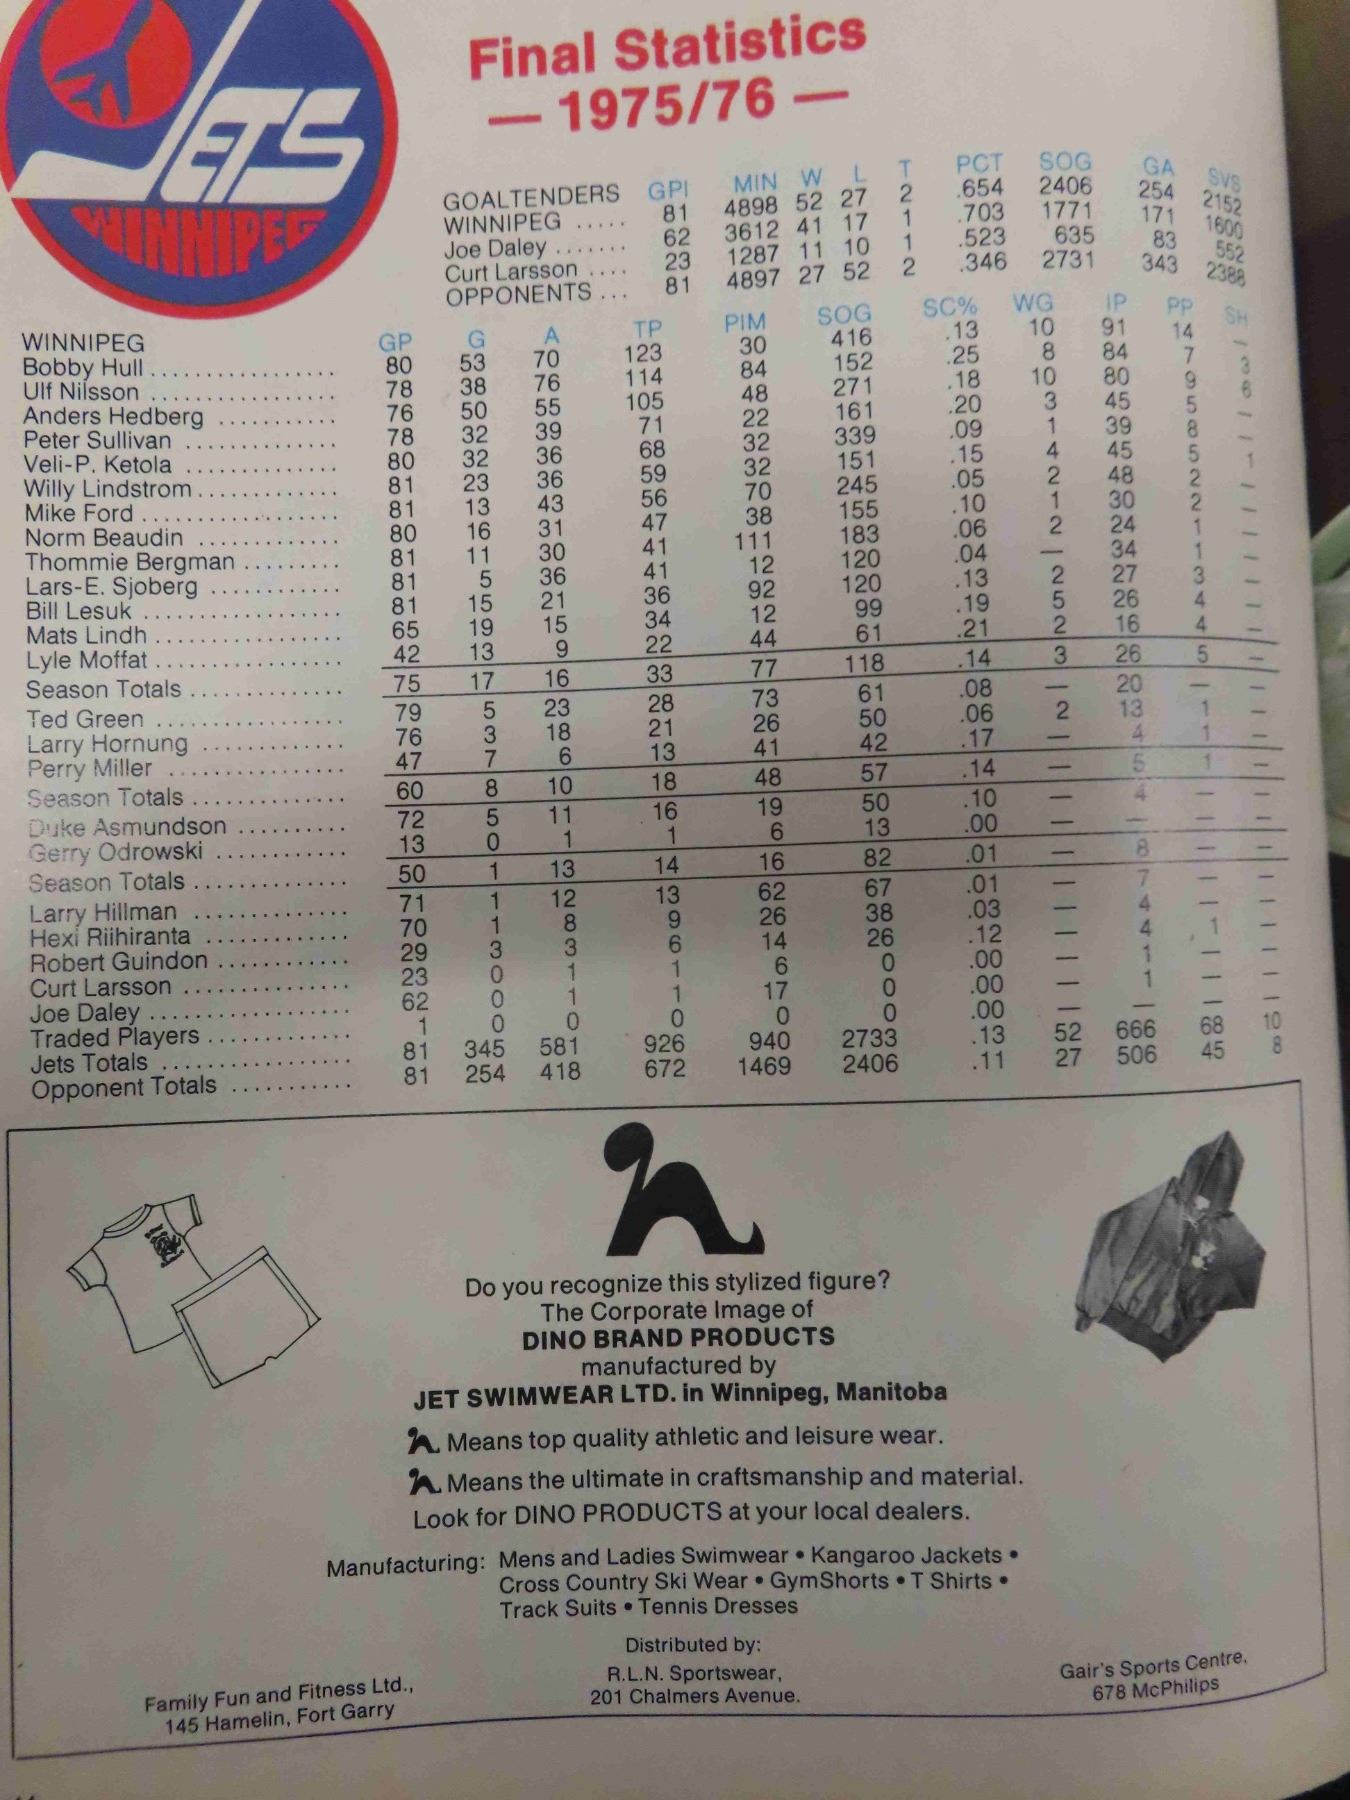 JETS
WINNIPEG
Final Statistics
— 1975/76 —
GOALTENDERS GPI MIN W L T PCT SOG GA SVS
WINNIPEG ..... 81 4898 52 27 2 .654 2406 254 2152
Joe Daley ....... 62 3612 41 17 1 .703 1771 171 1600
Curt Larsson .... 23 1287 11 10 1 .523 635 83 552
OPPONENTS ... 81 4897 27 52 2 .346 2731 343 2388
WINNIPEG GP G A TP PIM SOG SC% WG IP PP SH
Bobby Hull ................. 80 53 70 123 30 416 .13 10 91 14 —
Ulf Nilsson ................. 78 38 76 114 84 152 .25 8 84 7 3
Anders Hedberg ........... 76 50 55 105 48 271 .18 10 80 9 6
Peter Sullivan .............. 78 32 39 71 22 161 .20 3 45 5 —
Veli-P. Ketola .............. 80 32 36 68 32 339 .09 1 39 8 —
Willy Lindstrom ............. 81 23 36 59 32 151 .15 4 45 5 1
Mike Ford .................. 81 13 43 56 70 245 .05 2 48 2 —
Norm Beaudin ............. 80 16 31 47 38 155 .10 1 30 2 —
Thommie Bergman ......... 81 11 30 41 111 183 .06 2 24 1 —
Lars-E. Sjoberg ............ 81 5 36 41 12 120 .04 — 34 1 —
Bill Lesuk .................. 81 15 21 36 92 120 .13 2 27 3 —
Mats Lindh ................. 65 19 15 34 12 99 .19 5 26 4 —
Lyle Moffat ................. 42 13 9 22 44 61 .21 2 16 4 —
Season Totals .............. 75 17 16 33 77 118 .14 3 26 5 —
Ted Green ................. 79 5 23 28 73 61 .08 — 20 — —
Larry Hornung ............. 76 3 18 21 26 50 .06 2 13 1 —
Perry Miller ................ 47 7 6 13 41 42 .17 — 4 1 —
Season Totals .............. 60 8 10 18 48 57 .14 — 5 1 —
Duke Asmundson .......... 72 5 11 16 19 50 .10 — 4 — —
Gerry Odrowski ............ 13 0 1 1 6 13 .00 — — — —
Season Totals .............. 50 1 13 14 16 82 .01 — 8 — —
Larry Hillman .............. 71 1 12 13 62 67 .01 — 7 — —
Hexi Riihiranta ............. 70 1 8 9 26 38 .03 — 4 — —
Robert Guindon ............ 29 3 3 6 14 26 .12 — 4 1 —
Curt Larsson ............... 23 0 1 1 6 0 .00 — 1 — —
Joe Daley .................. 62 0 1 1 17 0 .00 — 1 — —
Traded Players ............. 1 0 0 0 0 0 .00 — — — —
Jets Totals ................. 81 345 581 926 940 2733 .13 52 666 68 10
Opponent Totals ........... 81 254 418 672 1469 2406 .11 27 506 45 8
Do you recognize this stylized figure?
The Corporate Image of
DINO BRAND PRODUCTS
manufactured by
JET SWIMWEAR LTD. in Winnipeg, Manitoba
Means top quality athletic and leisure wear.
Means the ultimate in craftsmanship and material.
Look for DINO PRODUCTS at your local dealers.
Manufacturing: Mens and Ladies Swimwear • Kangaroo Jackets •
Cross Country Ski Wear • GymShorts • T Shirts •
Track Suits • Tennis Dresses
Distributed by:
Family Fun and Fitness Ltd., R.L.N. Sportswear, Gair's Sports Centre,
145 Hamelin, Fort Garry 201 Chalmers Avenue. 678 McPhilips